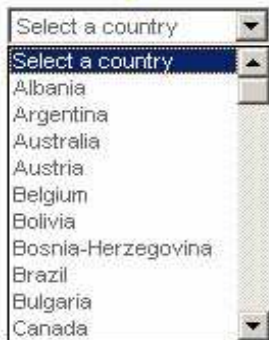 Select a country
Select a country
Albania
Argentina
Australia
Austria
Belgium
Bolivia
Bosnia-Herzegovina
Brazil
Bulgaria
Canada